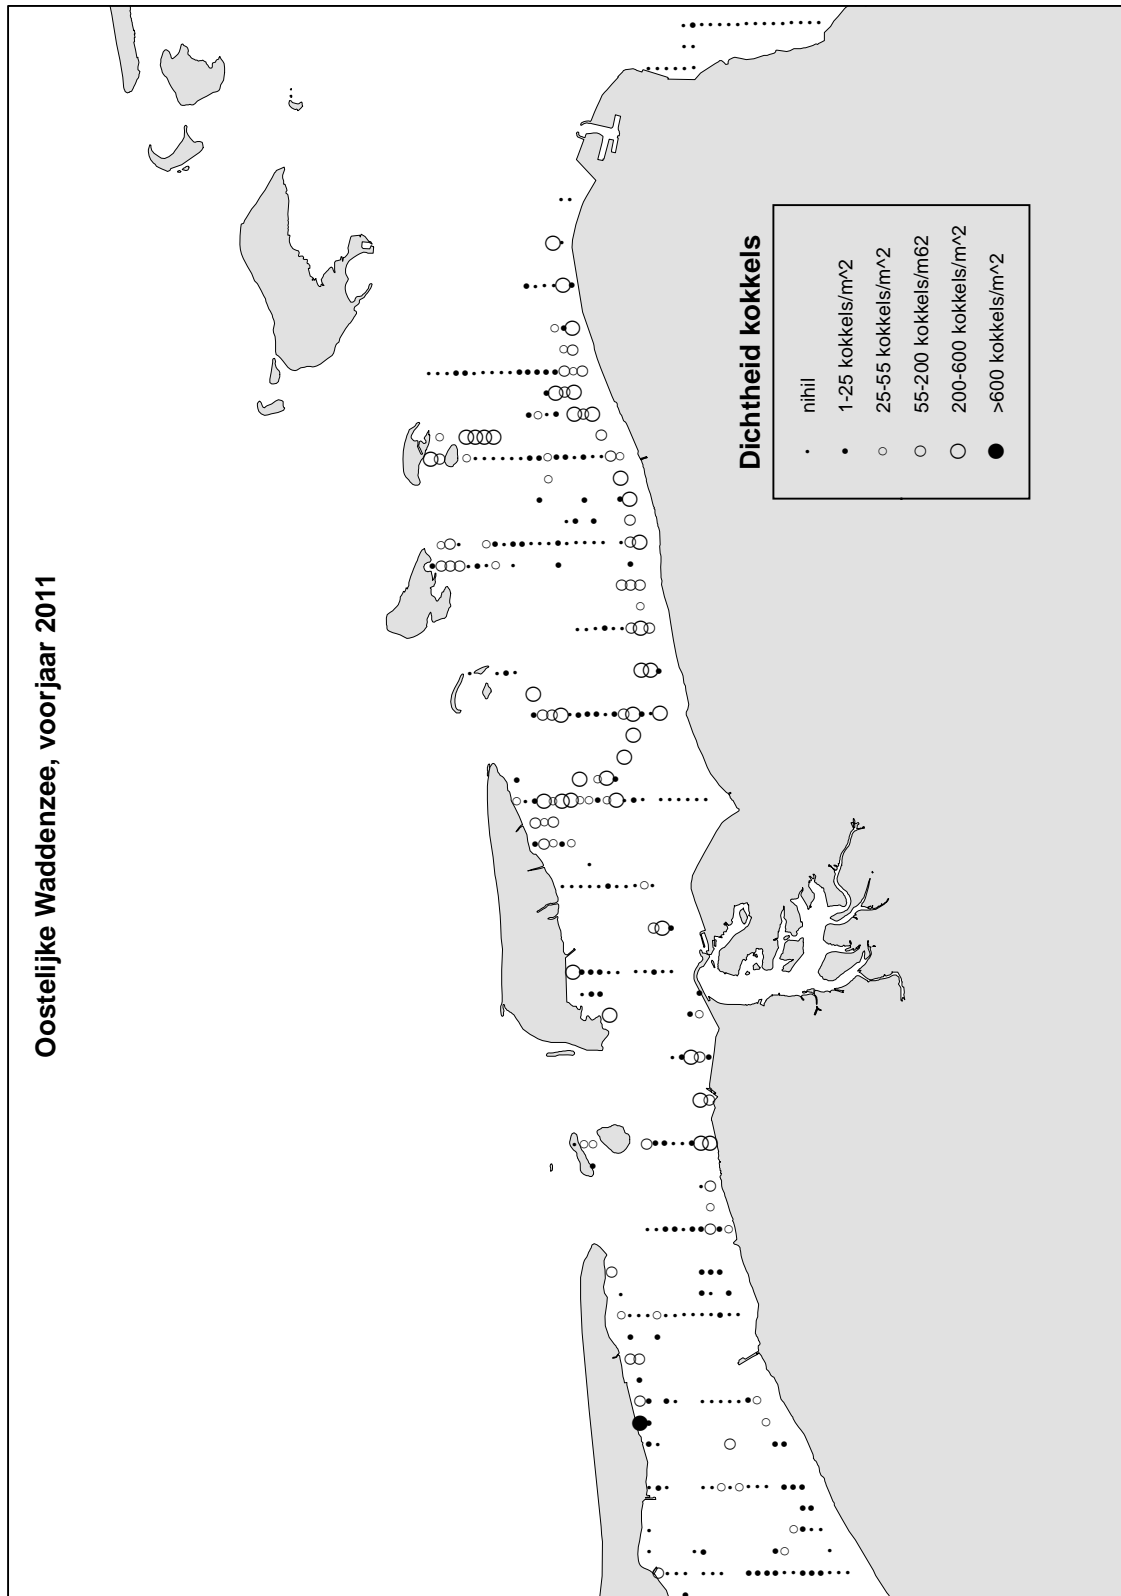 Oostelijke Waddenzee, voorjaar 2011
Dichtheid kokkels
nihil
1-25 kokkels/m^2
25-55 kokkels/m^2
55-200 kokkels/m62
200-600 kokkels/m^2
>600 kokkels/m^2